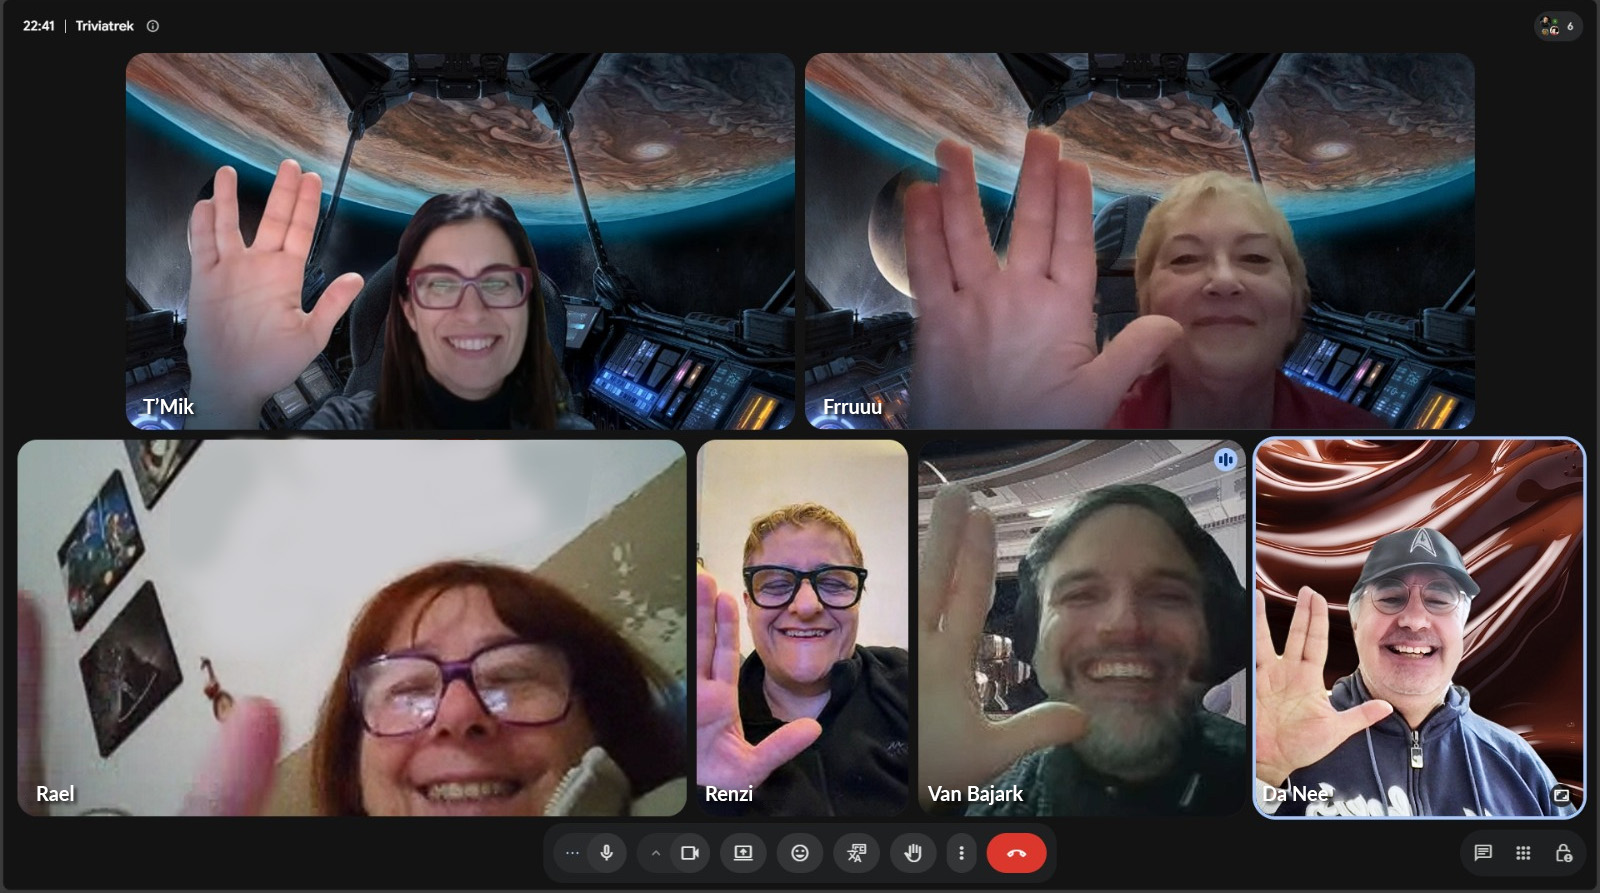 22:41 | Triviatrek
6
T'Mik
Frruuu
Rael
Renzi
Van Bajark
Da Nee